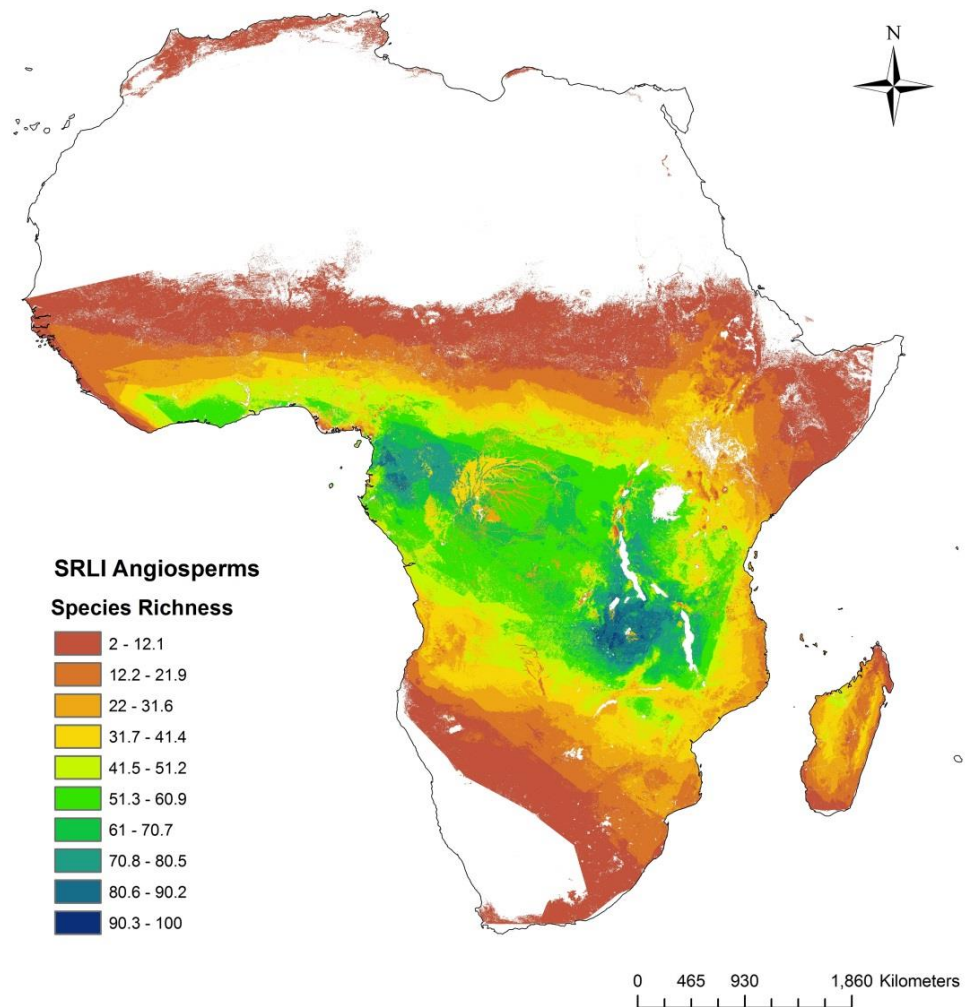 N
SRLI Angiosperms
Species Richness
2 - 12.1
12.2 - 21.9
22 - 31.6
31.7 - 41.4
41.5 - 51.2
51.3 - 60.9
61 - 70.7
70.8 - 80.5
80.6 - 90.2
90.3 - 100
0 465 930 1,860 Kilometers